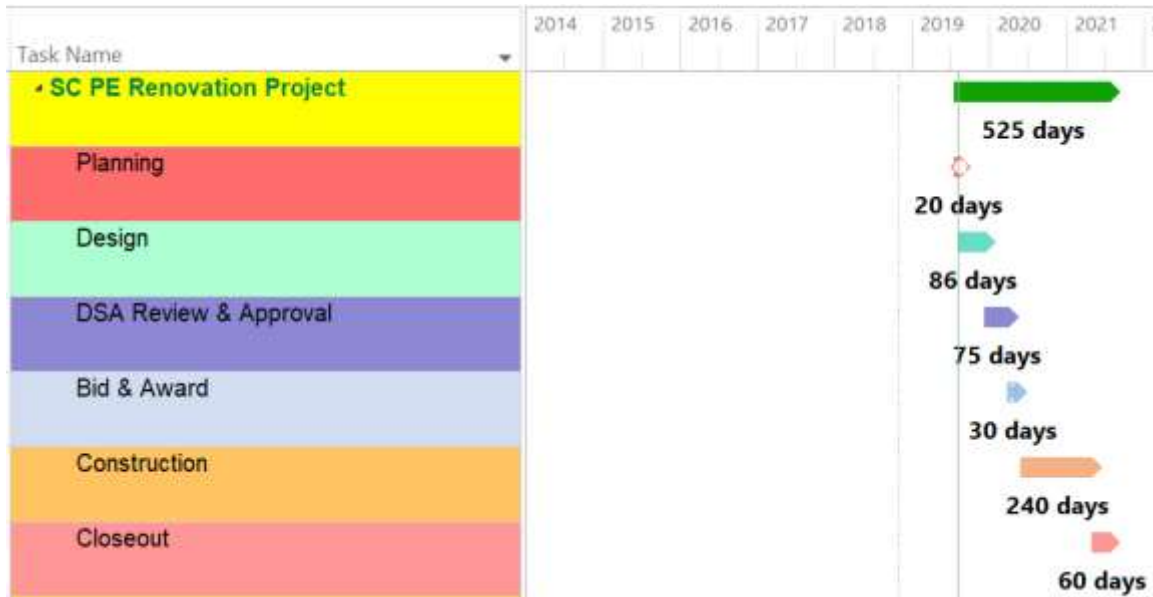 2014 2015 2016 2017 2018 2019 2020 2021
Task Name
SC PE Renovation Project
525 days
Planning
20 days
Design
86 days
DSA Review & Approval
75 days
Bid & Award
30 days
Construction
240 days
Closeout
60 days